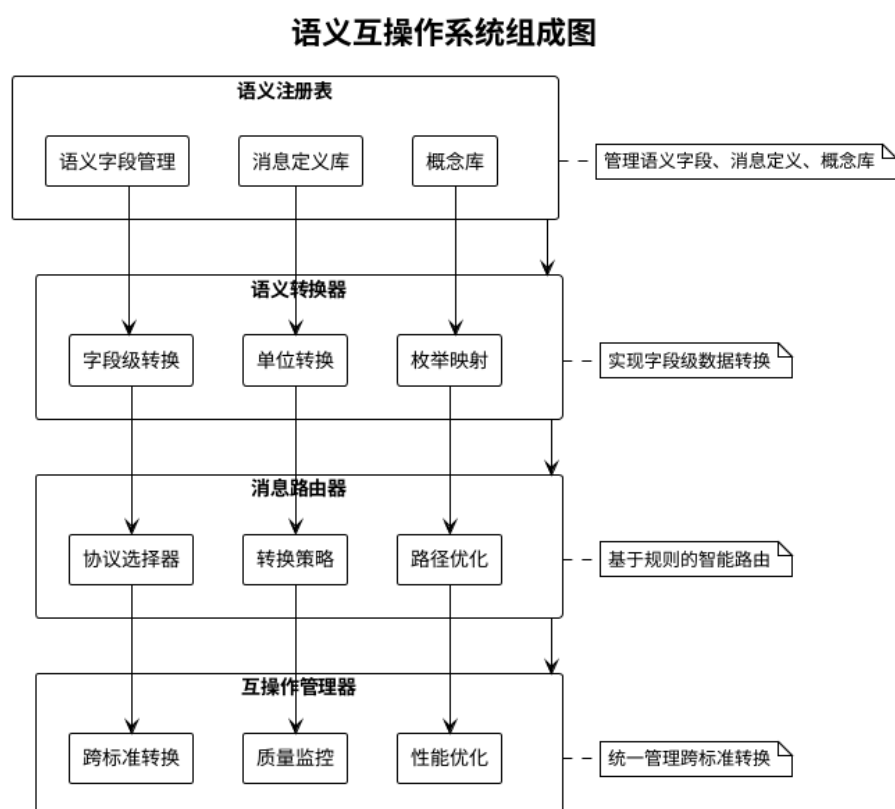 语义互操作系统组成图
语义注册表
语义字段管理
消息定义库
概念库
管理语义字段、消息定义、概念库
语义转换器
字段级转换
单位转换
枚举映射
实现字段级数据转换
消息路由器
协议选择器
转换策略
路径优化
基于规则的智能路由
互操作管理器
跨标准转换
质量监控
性能优化
统一管理跨标准转换